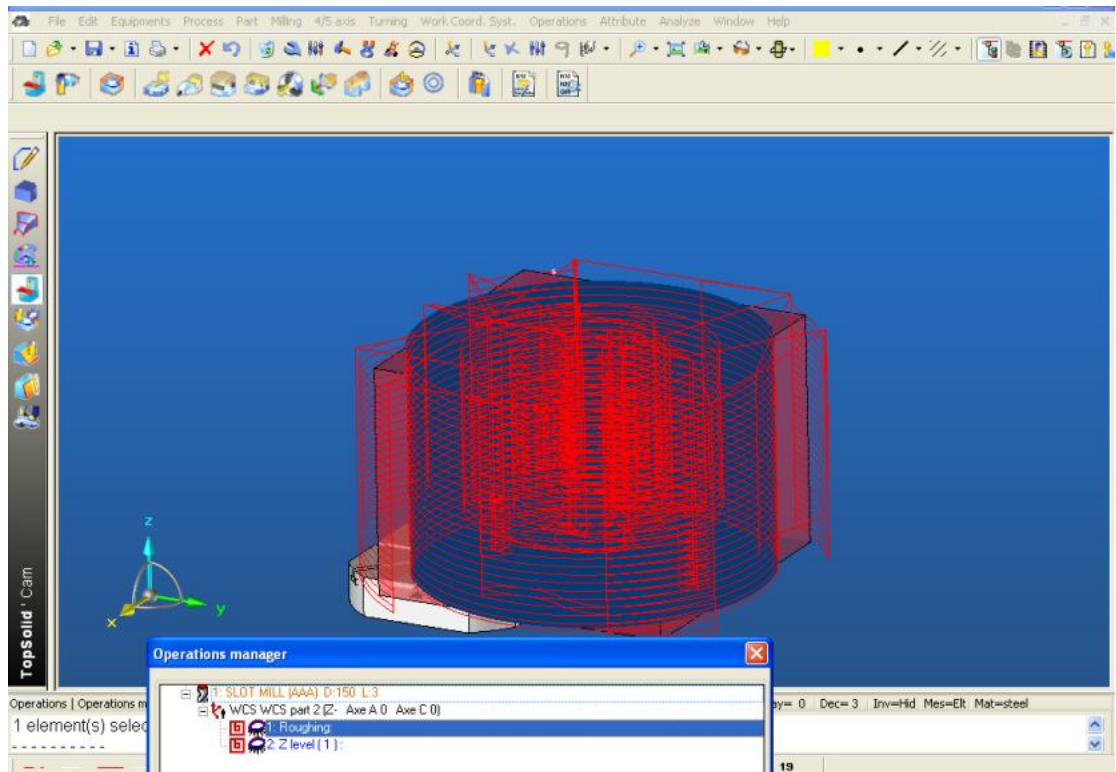 File Edit Equipments Process Part Milling 4/5 axis Turning Work Coord. Syst. Operations Attribute Analyze Window Help
z
y
x
TopSolid'Cam
Operations manager
1: SLOT MILL (AAA) D:150 L:3
WCS WCS part 2 (Z- Axe A 0 Axe C 0)
1: Roughing:
2: Z level ( 1 ) :
Operations | Operations m
ay= 0 Dec= 3 Inv=Hid Mes=Elt Mat=steel
1 element(s) selec
- - - - - - - - - -
19